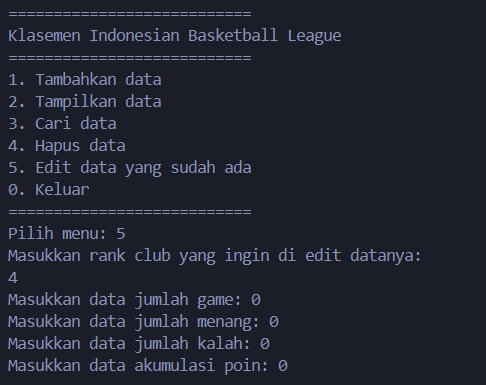 ===========================
Klasemen Indonesian Basketball League
===========================
1. Tambahkan data
2. Tampilkan data
3. Cari data
4. Hapus data
5. Edit data yang sudah ada
0. Keluar
===========================
Pilih menu: 5
Masukkan rank club yang ingin di edit datanya:
4
Masukkan data jumlah game: 0
Masukkan data jumlah menang: 0
Masukkan data jumlah kalah: 0
Masukkan data akumulasi poin: 0